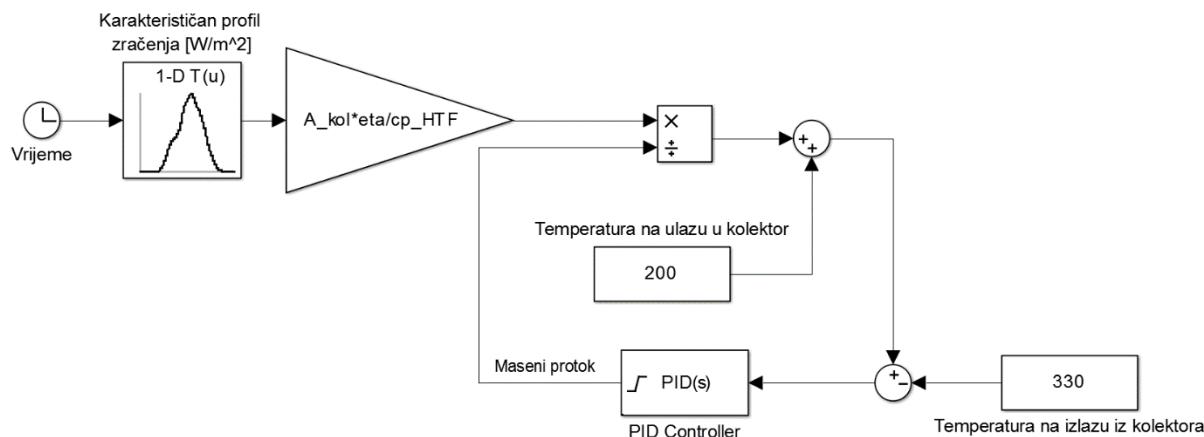 Karakterističan profil
zračenja [W/m^2]
1-D T(u)
Vrijeme
A_kol*eta/cp_HTF
×
÷
+
+
Temperatura na ulazu u kolektor
200
Maseni protok
PID(s)
PID Controller
+
−
330
Temperatura na izlazu iz kolektora